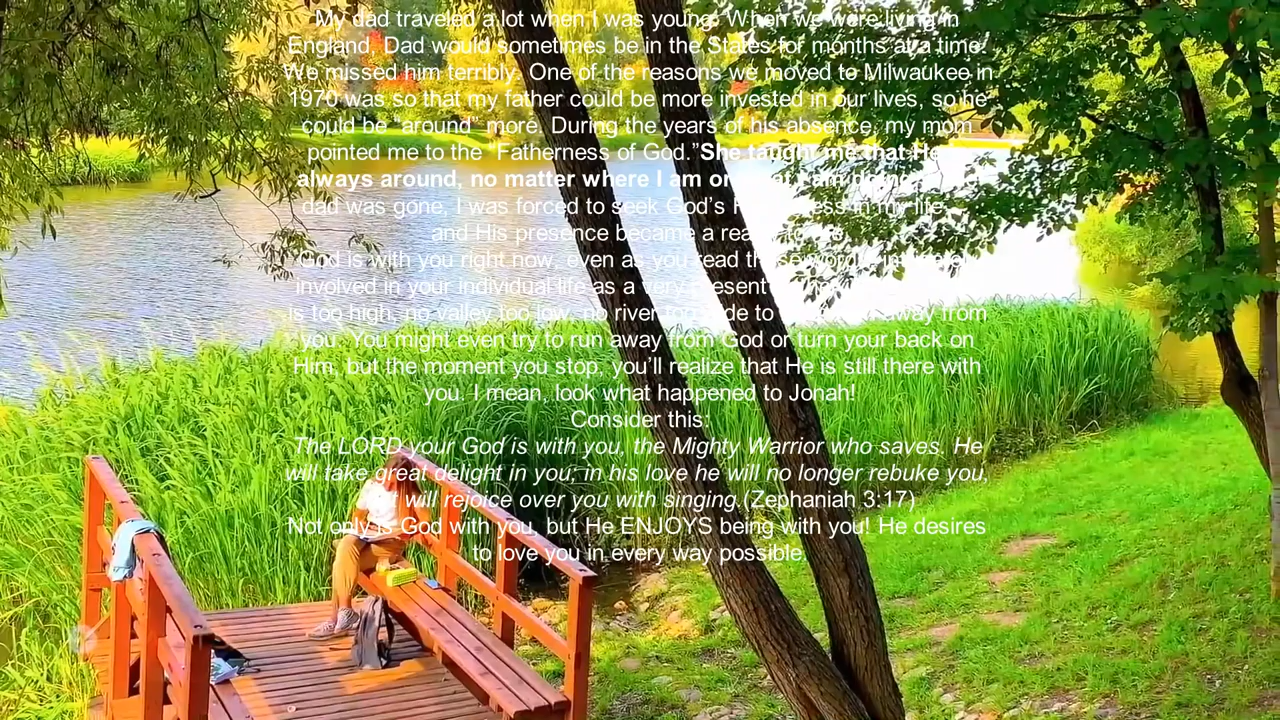 My dad traveled a lot when I was young. When we were living in
England, Dad would sometimes be in the States for months at a time.
We missed him terribly. One of the reasons we moved to Milwaukee in
1970 was so that my father could be more invested in our lives, so he
could be “around” more. During the years of his absence, my mom
pointed me to the “Fatherness of God.”She taught me that He
always around, no matter where I am or what I am
dad was gone, I was forced to seek God’s in my life,
and His presence became a
God is with you right now, even as you read these words, intimately
involved in your individual life as a very present
is too high, no valley too low, no river too wide to away from
you. You might even try to run away from God or turn your back on
Him, but the moment you stop, you’ll realize that He is still there with
you. I mean, look what happened to Jonah!
Consider this:
The LORD your God is with you, the Mighty Warrior who saves. He
will take great delight in you; in his love he will no longer rebuke you,
will rejoice over you with singing.(Zephaniah 3:17)
Not only is God with you, but He ENJOYS being with you! He desires
to love you in every way possible.